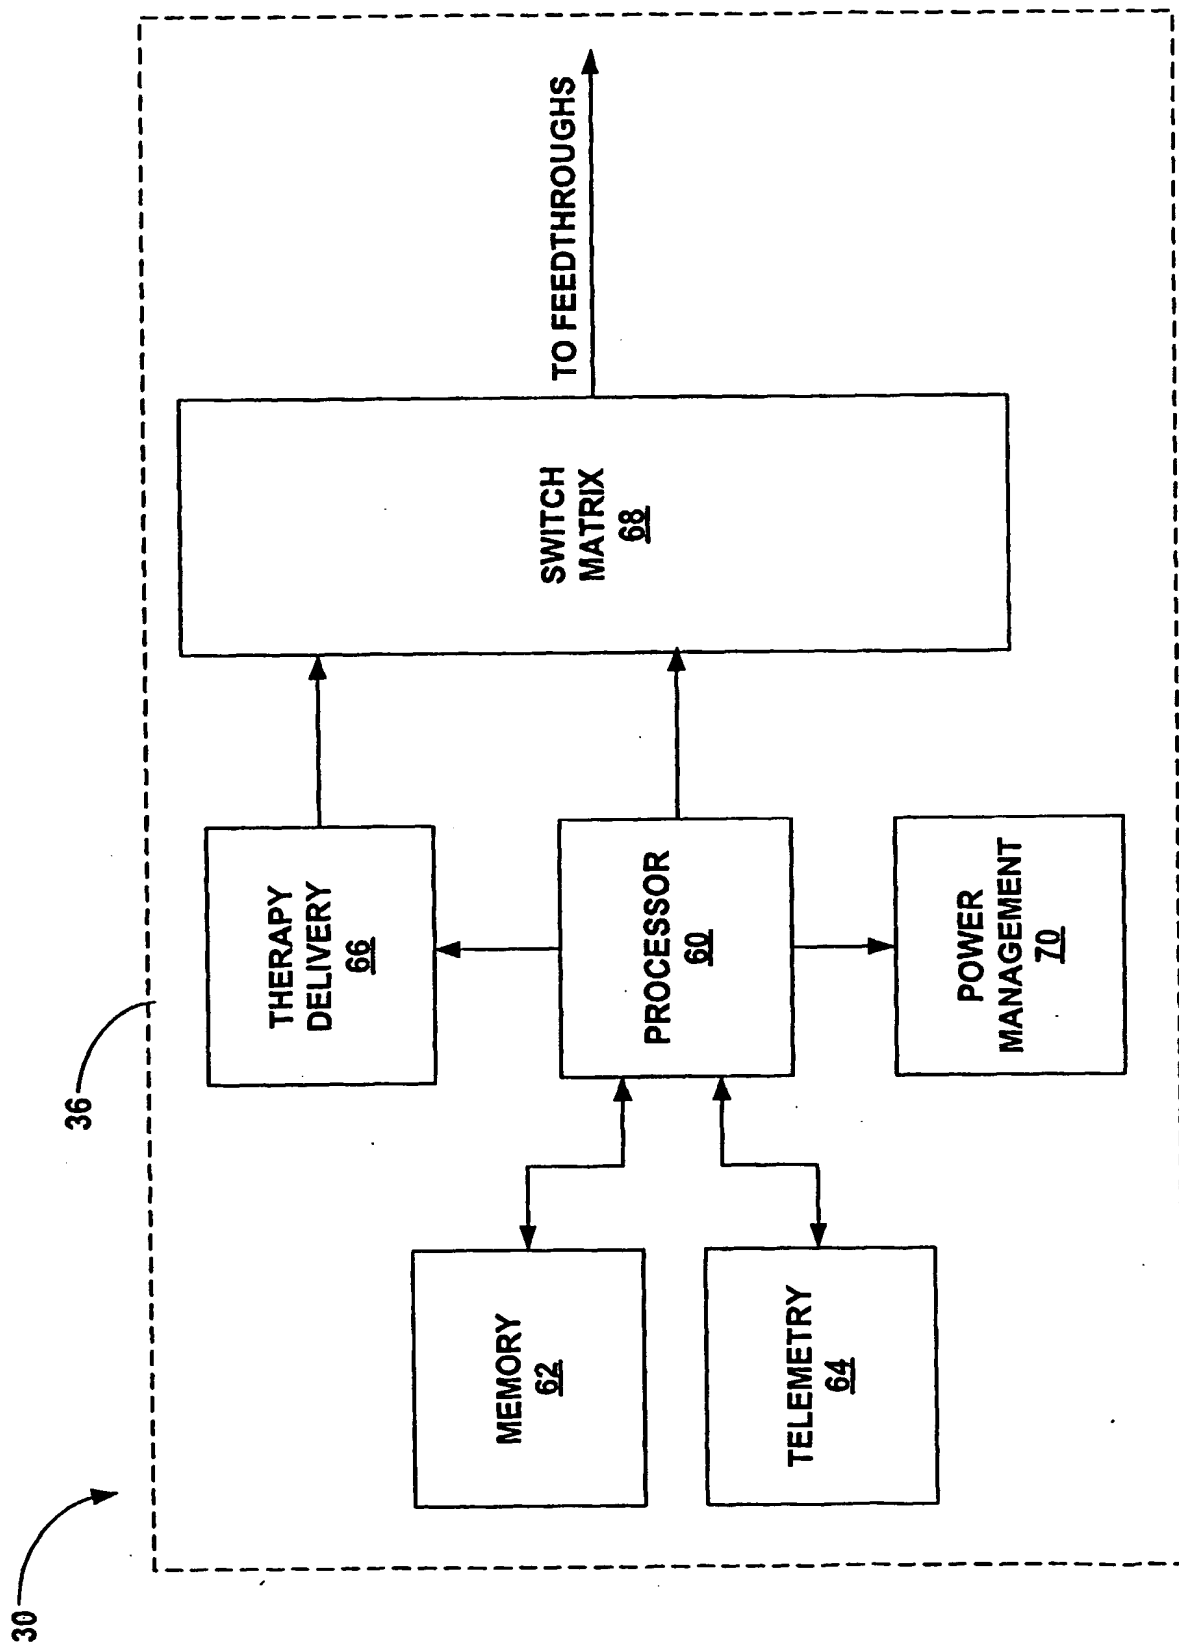 30
36
MEMORY
62
TELEMETRY
64
THERAPY
DELIVERY
66
PROCESSOR
60
POWER
MANAGEMENT
70
SWITCH
MATRIX
68
TO FEEDTHROUGHS